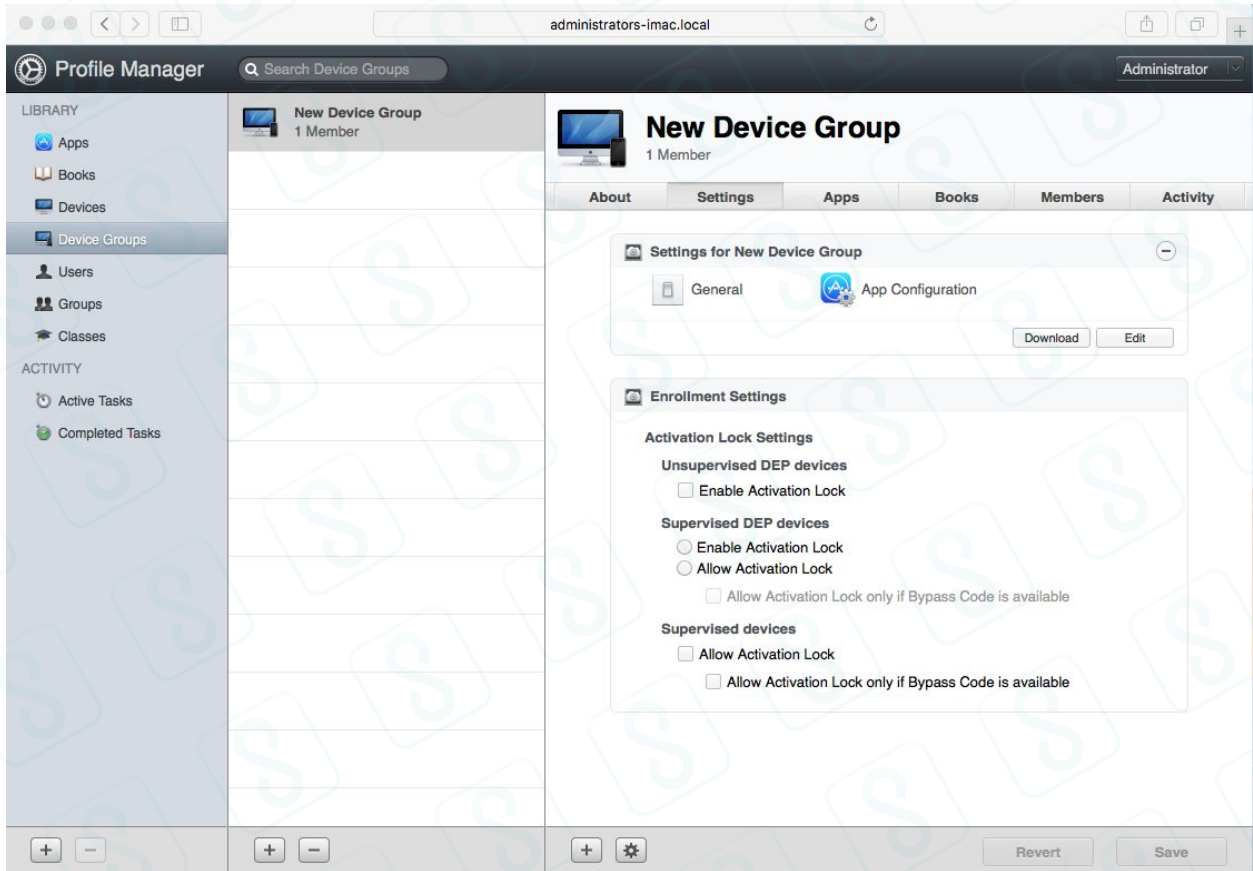 administrators-imac.local
Profile Manager
Search Device Groups
Administrator
LIBRARY
Apps
Books
Devices
Device Groups
Users
Groups
Classes
ACTIVITY
Active Tasks
Completed Tasks
New Device Group
1 Member
New Device Group
1 Member
About Settings Apps Books Members Activity
Settings for New Device Group
General App Configuration
Download Edit
Enrollment Settings
Activation Lock Settings
Unsupervised DEP devices
Enable Activation Lock
Supervised DEP devices
Enable Activation Lock
Allow Activation Lock
Allow Activation Lock only if Bypass Code is available
Supervised devices
Allow Activation Lock
Allow Activation Lock only if Bypass Code is available
Revert Save